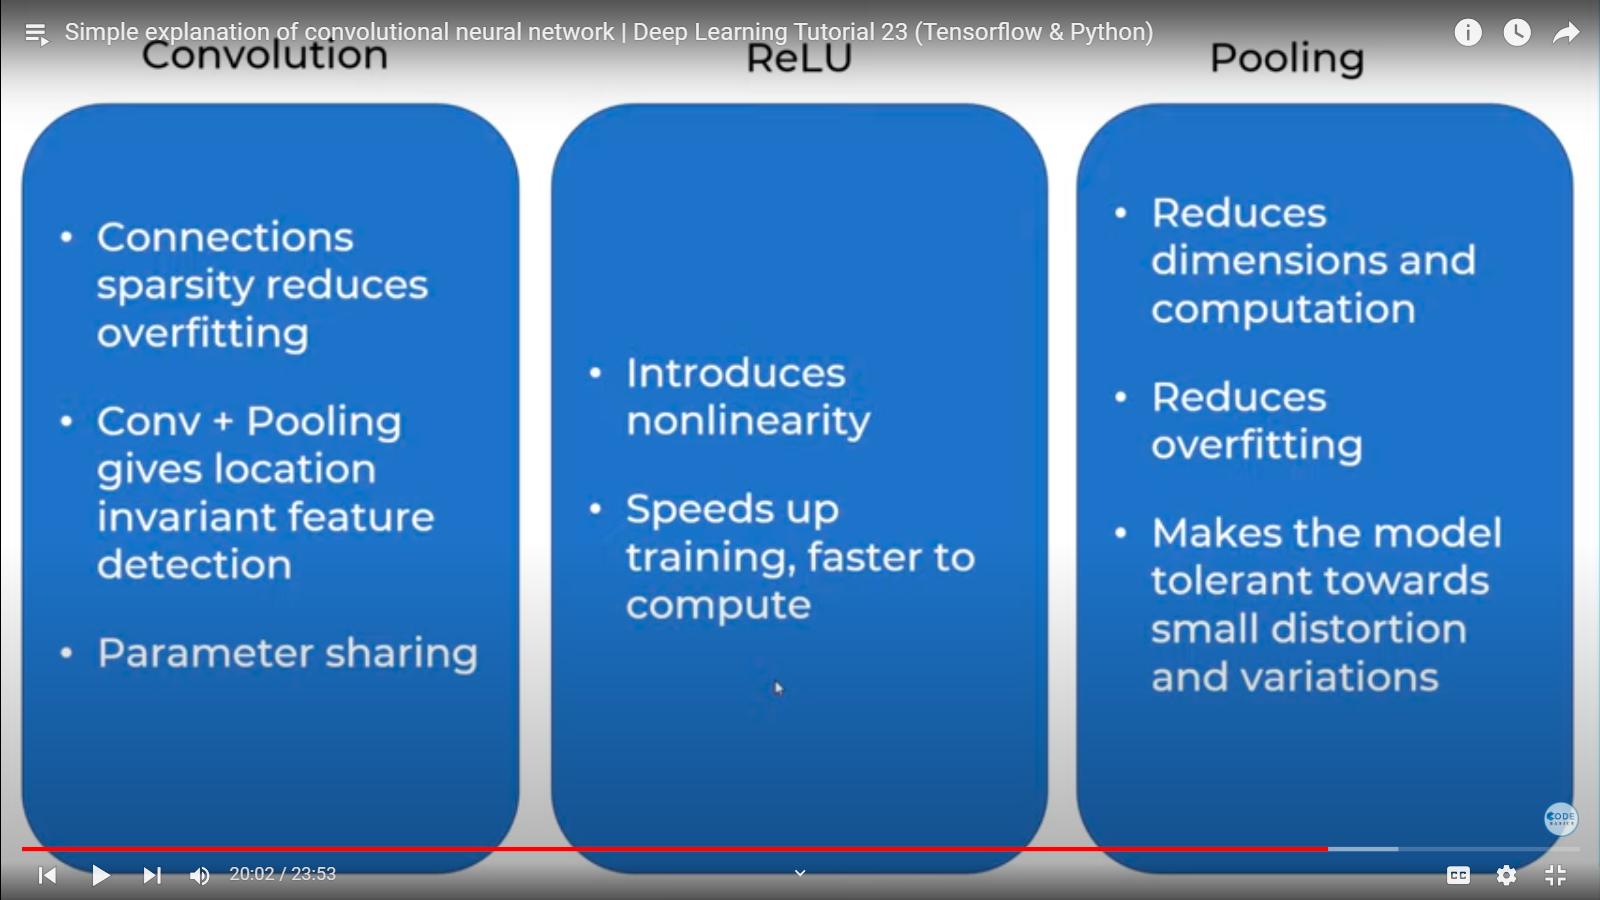 Simple explanation of convolutional neural network | Deep Learning Tutorial 23 (Tensorflow & Python)
Convolution
ReLU
Pooling
• Connections
sparsity reduces
overfitting
• Conv + Pooling
gives location
invariant feature
detection
• Parameter sharing
• Introduces
nonlinearity
• Speeds up
training, faster to
compute
• Reduces
dimensions and
computation
• Reduces
overfitting
• Makes the model
tolerant towards
small distortion
and variations
CODE
BASICS
20:02 / 23:53
CC